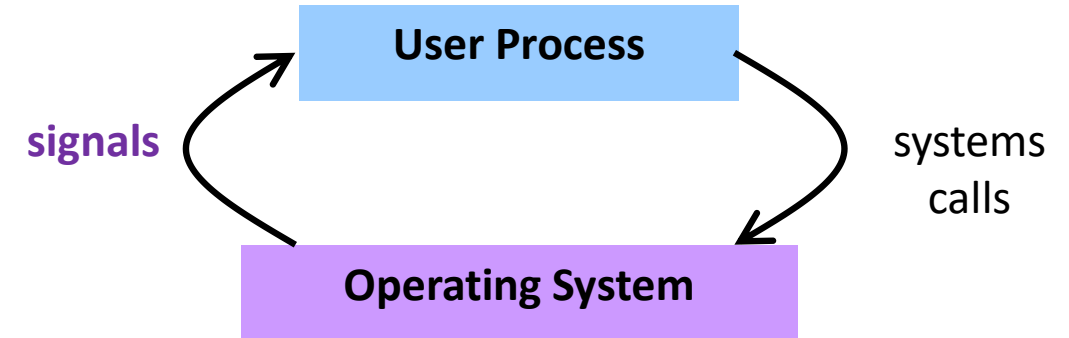 User Process
signals
systems
calls
Operating System